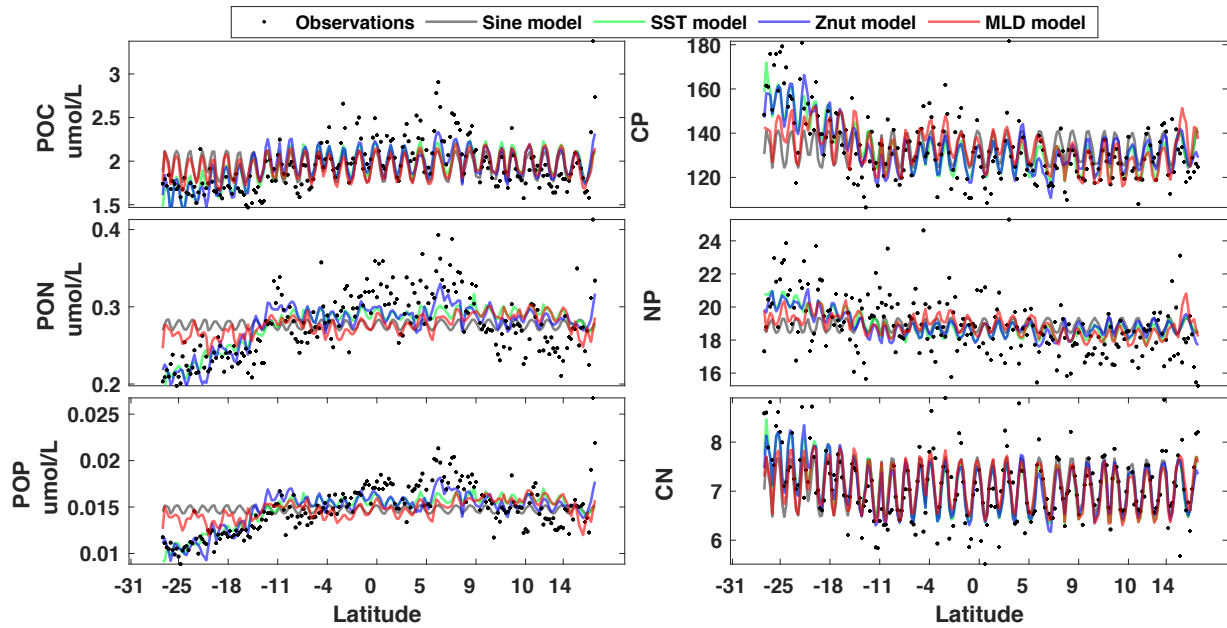 Observations Sine model SST model Znut model MLD model
POC
umol/L
3
2.5
2
1.5
PON
umol/L
0.4
0.3
0.2
POP
umol/L
0.025
0.02
0.015
0.01
-31 -25 -18 -11 -4 0 5 9 10 14
Latitude
CP
180
160
140
120
NP
24
22
20
18
16
CN
8
7
6
-31 -25 -18 -11 -4 0 5 9 10 14
Latitude